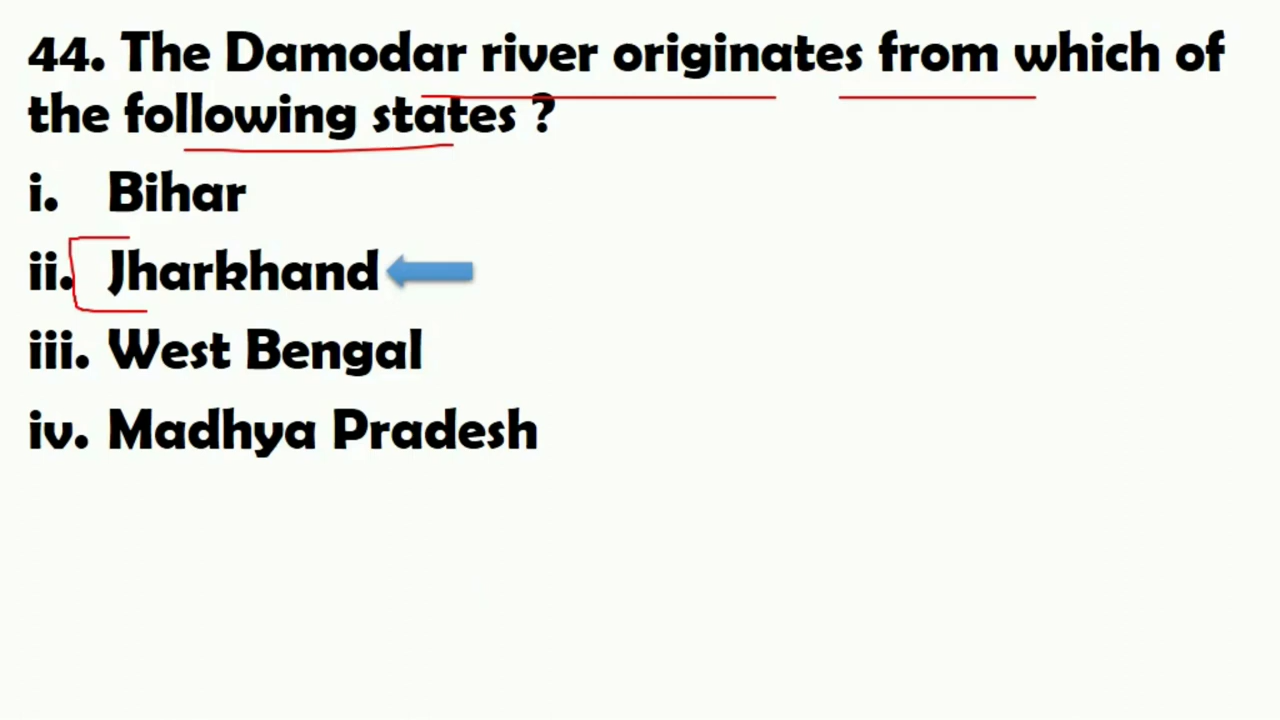 44. The Damodar river originates from which of
the following states ?
i. Bihar
ii. Jharkhand
iii. West Bengal
iv. Madhya Pradesh